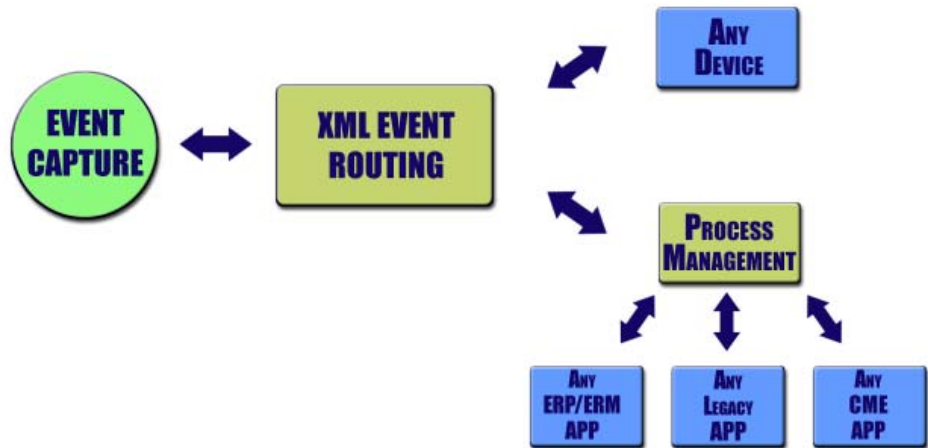 EVENT
CAPTURE
XML EVENT
ROUTING
ANY
DEVICE
PROCESS
MANAGEMENT
ANY
ERP/ERM
APP
ANY
LEGACY
APP
ANY
CME
APP